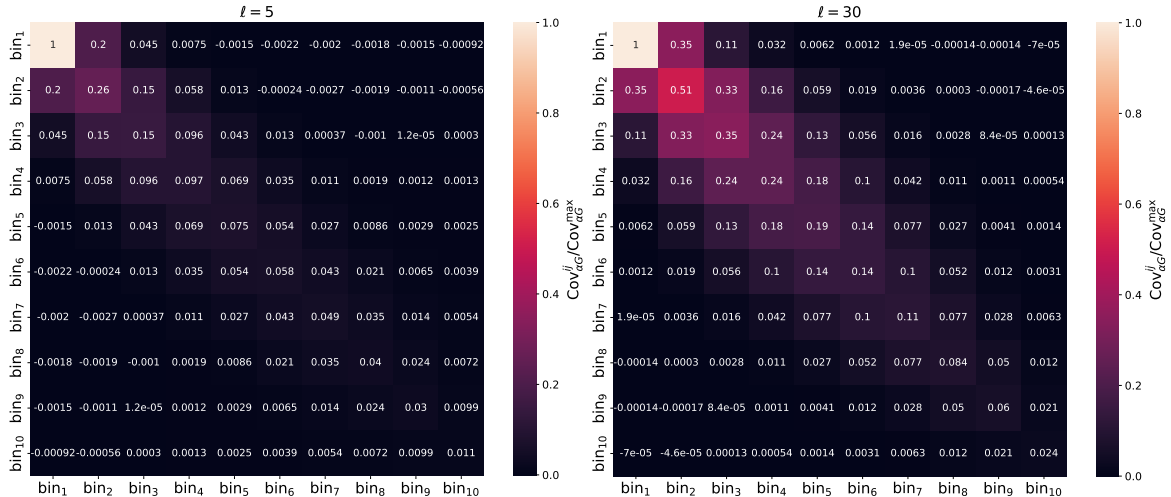 ℓ = 5
bin1 1 0.2 0.045 0.0075 -0.0015 -0.0022 -0.002 -0.0018 -0.0015 -0.00092
bin2 0.2 0.26 0.15 0.058 0.013 -0.00024 -0.0027 -0.0019 -0.0011 -0.00056
bin3 0.045 0.15 0.15 0.096 0.043 0.013 0.00037 -0.001 1.2e-05 0.0003
bin4 0.0075 0.058 0.096 0.097 0.069 0.035 0.011 0.0019 0.0012 0.0013
bin5 -0.0015 0.013 0.043 0.069 0.075 0.054 0.027 0.0086 0.0029 0.0025
bin6 -0.0022 -0.00024 0.013 0.035 0.054 0.058 0.043 0.021 0.0065 0.0039
bin7 -0.002 -0.0027 0.00037 0.011 0.027 0.043 0.049 0.035 0.014 0.0054
bin8 -0.0018 -0.0019 -0.001 0.0019 0.0086 0.021 0.035 0.04 0.024 0.0072
bin9 -0.0015 -0.0011 1.2e-05 0.0012 0.0029 0.0065 0.014 0.024 0.03 0.0099
bin10 -0.00092 -0.00056 0.0003 0.0013 0.0025 0.0039 0.0054 0.0072 0.0099 0.011
bin1 bin2 bin3 bin4 bin5 bin6 bin7 bin8 bin9 bin10
1.0
0.8
0.6
0.4
0.2
0.0
Cov^{ij}_{αG}/Cov^{max}_{αG}
ℓ = 30
bin1 1 0.35 0.11 0.032 0.0062 0.0012 1.9e-05 -0.00014 -0.00014 -7e-05
bin2 0.35 0.51 0.33 0.16 0.059 0.019 0.0036 0.0003 -0.00017 -4.6e-05
bin3 0.11 0.33 0.35 0.24 0.13 0.056 0.016 0.0028 8.4e-05 0.00013
bin4 0.032 0.16 0.24 0.24 0.18 0.1 0.042 0.011 0.0011 0.00054
bin5 0.0062 0.059 0.13 0.18 0.19 0.14 0.077 0.027 0.0041 0.0014
bin6 0.0012 0.019 0.056 0.1 0.14 0.14 0.1 0.052 0.012 0.0031
bin7 1.9e-05 0.0036 0.016 0.042 0.077 0.1 0.11 0.077 0.028 0.0063
bin8 -0.00014 0.0003 0.0028 0.011 0.027 0.052 0.077 0.084 0.05 0.012
bin9 -0.00014 -0.00017 8.4e-05 0.0011 0.0041 0.012 0.028 0.05 0.06 0.021
bin10 -7e-05 -4.6e-05 0.00013 0.00054 0.0014 0.0031 0.0063 0.012 0.021 0.024
bin1 bin2 bin3 bin4 bin5 bin6 bin7 bin8 bin9 bin10
1.0
0.8
0.6
0.4
0.2
0.0
Cov^{ij}_{αG}/Cov^{max}_{αG}